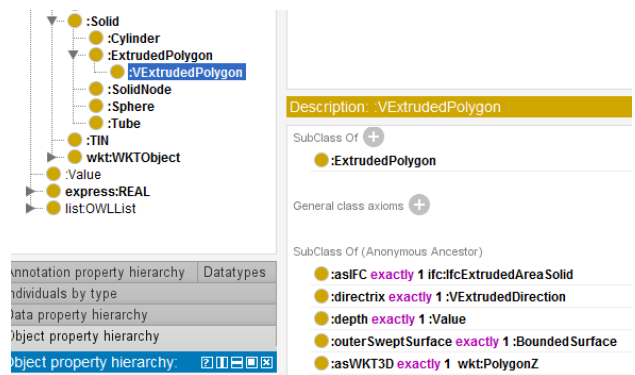 :Solid
:Cylinder
:ExtrudedPolygon
:VExtrudedPolygon
:SolidNode
:Sphere
:Tube
:TIN
wkt:WKTObject
:Value
express:REAL
list:OWLList
Annotation property hierarchy Datatypes
ndividuals by type
Data property hierarchy
Object property hierarchy
Object property hierarchy:
Description: :VExtrudedPolygon
SubClass Of
:ExtrudedPolygon
General class axioms
SubClass Of (Anonymous Ancestor)
:asIFC exactly 1 ifc:IfcExtrudedAreaSolid
:directrix exactly 1 :VExtrudedDirection
:depth exactly 1 :Value
:outerSweptSurface exactly 1 :BoundedSurface
:asWKT3D exactly 1 wkt:PolygonZ